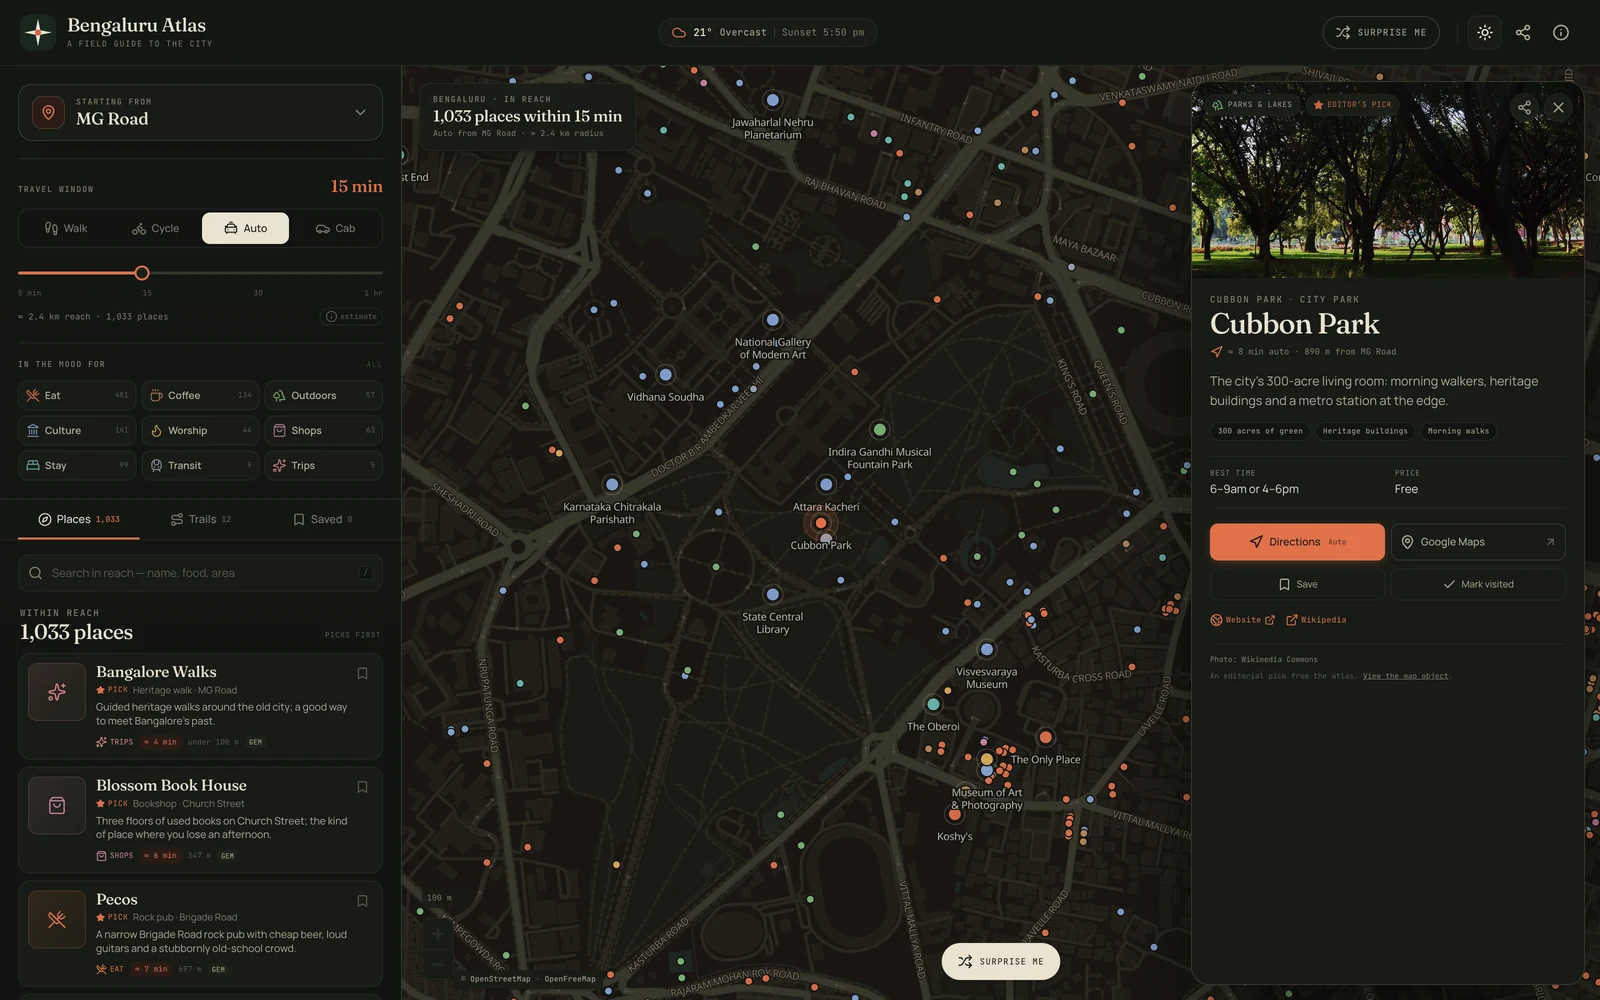 Bengaluru Atlas
A FIELD GUIDE TO THE CITY
21° Overcast | Sunset 5:50 pm
SURPRISE ME
STARTING FROM
MG Road
TRAVEL WINDOW
15 min
Walk
Cycle
Auto
Cab
5 min
15
30
1 hr
≈ 2.4 km reach · 1,033 places
estimate
IN THE MOOD FOR
ALL
Eat 481
Coffee 134
Outdoors 57
Culture 141
Worship 44
Shops 63
Stay 99
Transit 9
Trips 5
Places 1,033
Trails 12
Saved 0
Search in reach — name, food, area
/
WITHIN REACH
1,033 places
PICKS FIRST
Bangalore Walks
PICK Heritage walk · MG Road
Guided heritage walks around the old city; a good way
to meet Bangalore's past.
TRIPS ≈ 4 min under 100 m GEM
Blossom Book House
PICK Bookshop · Church Street
Three floors of used books on Church Street; the kind
of place where you lose an afternoon.
SHOPS ≈ 6 min 347 m GEM
Pecos
PICK Rock pub · Brigade Road
A narrow Brigade Road rock pub with cheap beer, loud
guitars and a stubbornly old-school crowd.
EAT ≈ 7 min 697 m GEM
BENGALURU · IN REACH
1,033 places within 15 min
Auto from MG Road · ≈ 2.4 km radius
st End
Jawaharlal Nehru
Planetarium
VENKATASWAMY NAIDU ROAD
INFANTRY ROAD
RAJ BHAVAN ROAD
MAYA BAZAAR
CUBBON R
National Gallery
of Modern Art
Vidhana Soudha
KING'S ROAD
QUEEN'S ROAD
DOCTOR B R AMBEDKAR VEEDHI
Indira Gandhi Musical
Fountain Park
SHESHADRI ROAD
Karnataka Chitrakala
Parishath
Attara Kacheri
Cubbon Park
State Central
Library
NRUPATUNGA ROAD
Visvesvaraya
Museum
KASTURBA CROSS ROAD
LAVELLE ROAD
The Oberoi
The Only Place
Museum of Art
& Photography
Koshy's
VITTAL MALLYA R
VITTAL MALLYA ROAD
LAVELLE ROAD
100 m
+
−
KEMPEGOWDA R
KASTURBA ROAD
RAJARAM MOHAN ROY ROAD
© OpenStreetMap · OpenFreeMap
SURPRISE ME
PARKS & LAKES
EDITOR'S PICK
CUBBON PARK · CITY PARK
Cubbon Park
≈ 8 min auto · 890 m from MG Road
The city's 300-acre living room: morning walkers, heritage
buildings and a metro station at the edge.
300 acres of green
Heritage buildings
Morning walks
BEST TIME
6–9am or 4–6pm
PRICE
Free
Directions Auto
Google Maps
Save
Mark visited
Website
Wikipedia
Photo: Wikimedia Commons
An editorial pick from the atlas. View the map object.